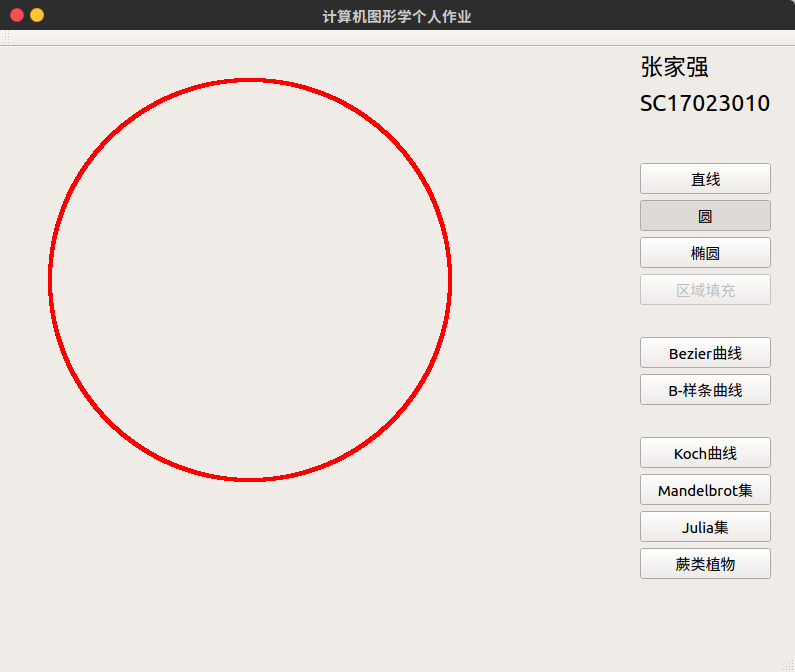 计算机图形学个人作业
张家强
SC17023010
直线
圆
椭圆
区域填充
Bezier曲线
B-样条曲线
Koch曲线
Mandelbrot集
Julia集
蕨类植物